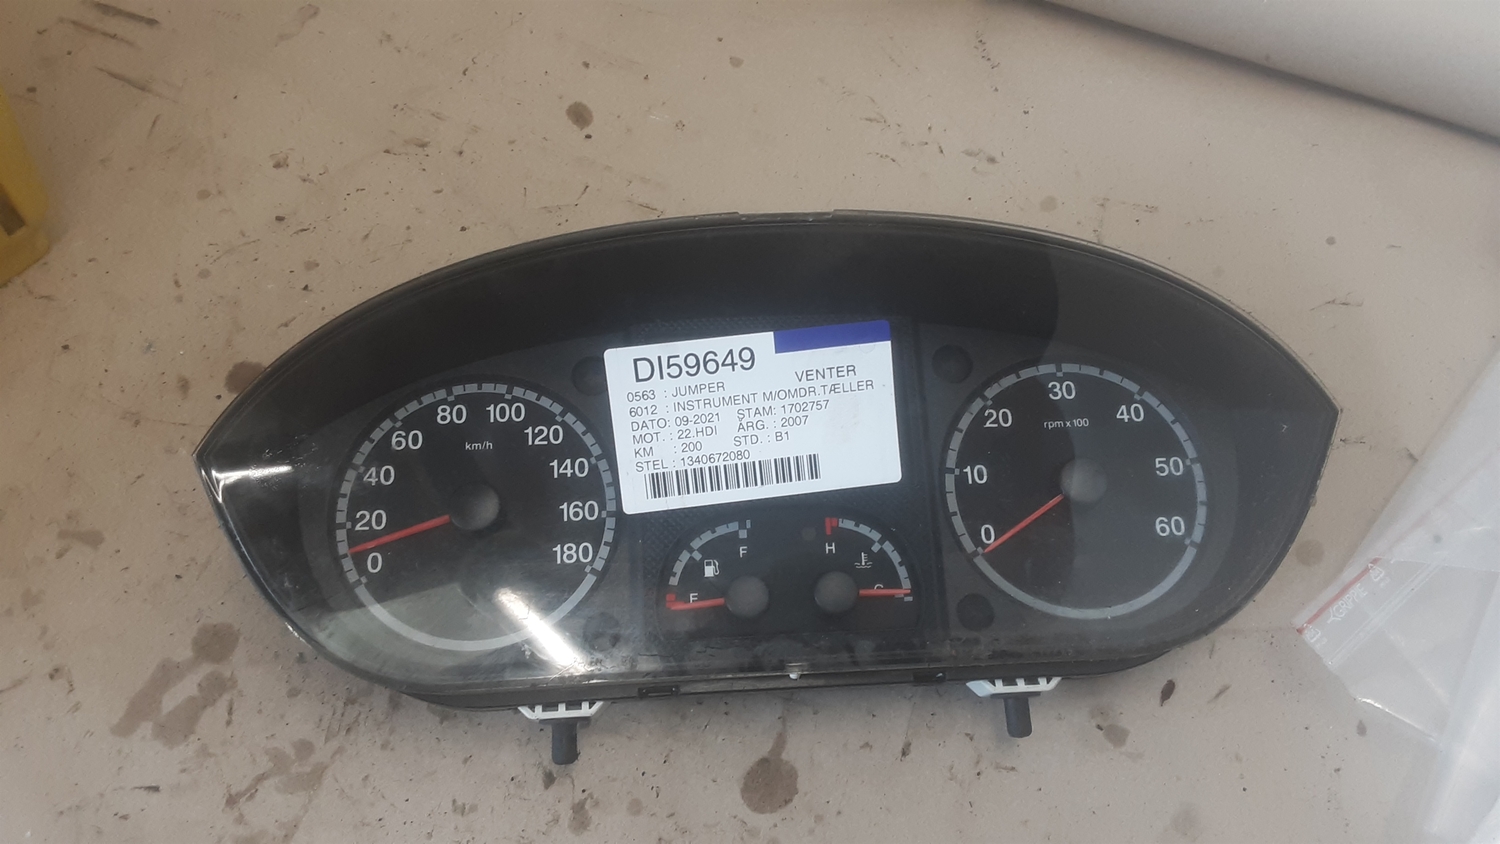 DI59649
VENTER
0563 : JUMPER
6012 : INSTRUMENT M/OMDR.TÆLLER
DATO: 09-2021 STAM: 1702757
MOT. : 22.HDI ÅRG. : 2007
KM : 200 STD. : B1
STEL : 1340672080
0
20
40
60
80
100
120
140
160
180
km/h
E
F
H
C
0
10
20
30
40
50
60
rpm x 100